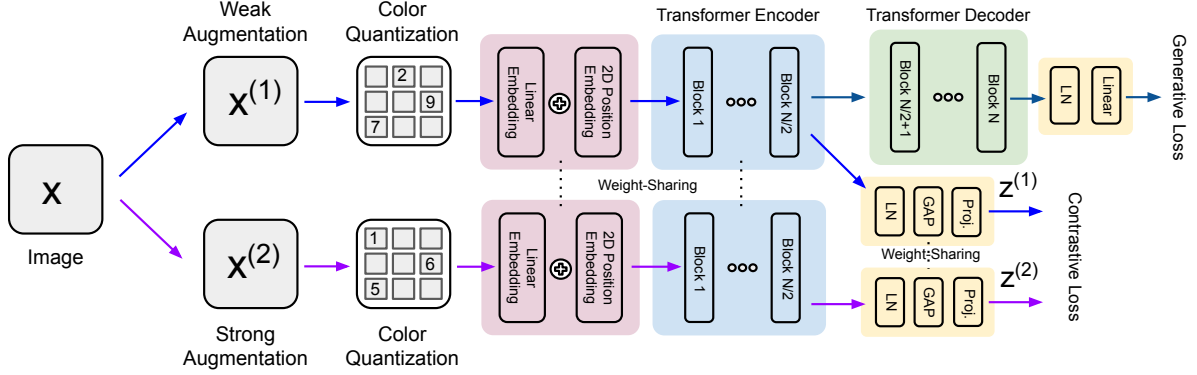 Weak
Augmentation
Color
Quantization
Transformer Encoder
Transformer Decoder
x(1)
2
9
7
Linear
Embedding
2D Position
Embedding
Block 1
Block N/2
Block N/2+1
Block N
LN
Linear
Generative Loss
x
Image
Weight-Sharing
LN
GAP
Proj.
z(1)
Contrastive Loss
x(2)
1
6
5
Linear
Embedding
2D Position
Embedding
Block 1
Block N/2
Weight-Sharing
LN
GAP
Proj.
z(2)
Strong
Augmentation
Color
Quantization